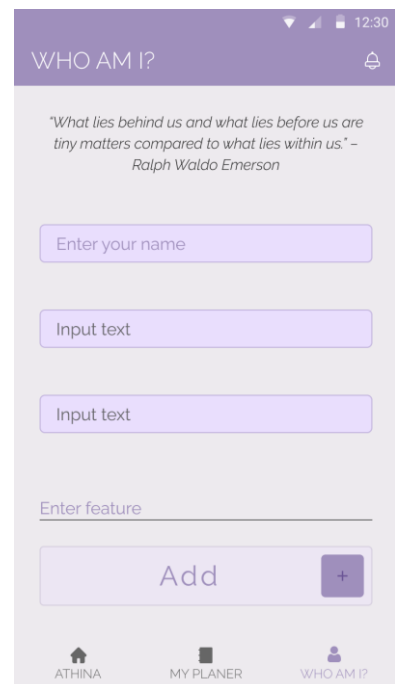 12:30
WHO AM I?
"What lies behind us and what lies before us are
tiny matters compared to what lies within us." –
Ralph Waldo Emerson
Enter your name
Input text
Input text
Enter feature
Add +
ATHINA MY PLANER WHO AM I?